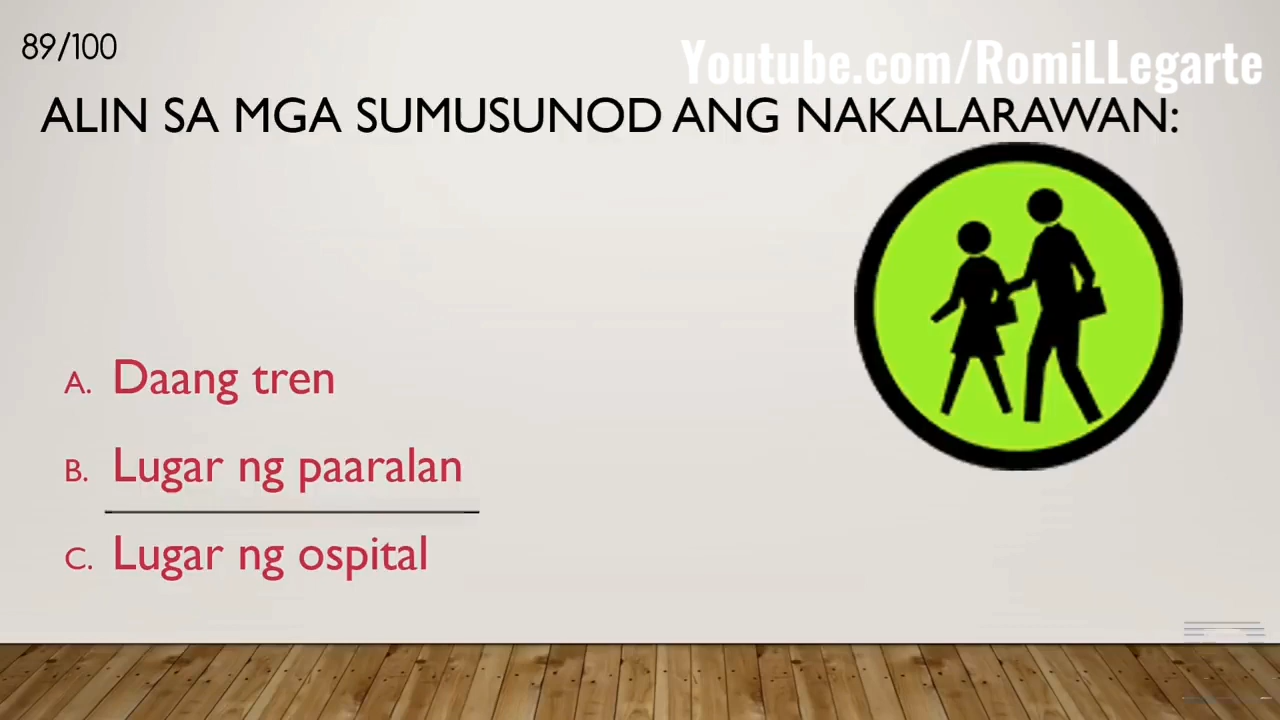 89/100
Youtube.com/RomiLLegarte
ALIN SA MGA SUMUSUNOD ANG NAKALARAWAN:
A. Daang tren
B. Lugar ng paaralan
C. Lugar ng ospital